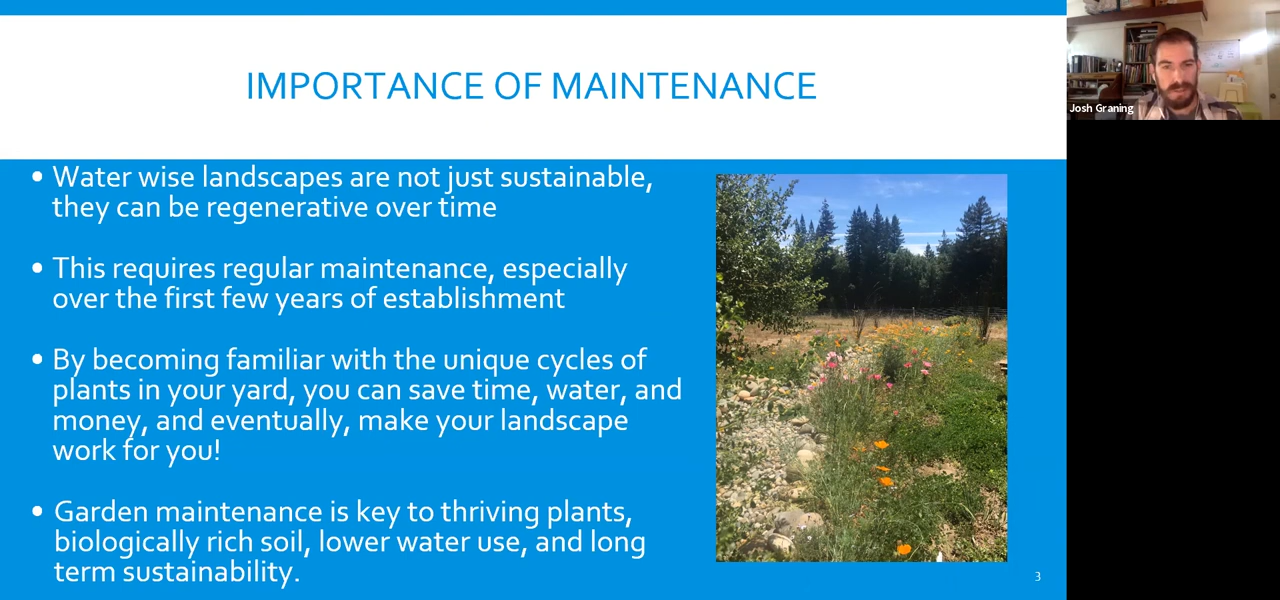 IMPORTANCE OF MAINTENANCE
• Water wise landscapes are not just sustainable,
they can be regenerative over time
• This requires regular maintenance, especially
over the first few years of establishment
• By becoming familiar with the unique cycles of
plants in your yard, you can save time, water, and
money, and eventually, make your landscape
work for you!
• Garden maintenance is key to thriving plants,
biologically rich soil, lower water use, and long
term sustainability.
3
Josh Graning